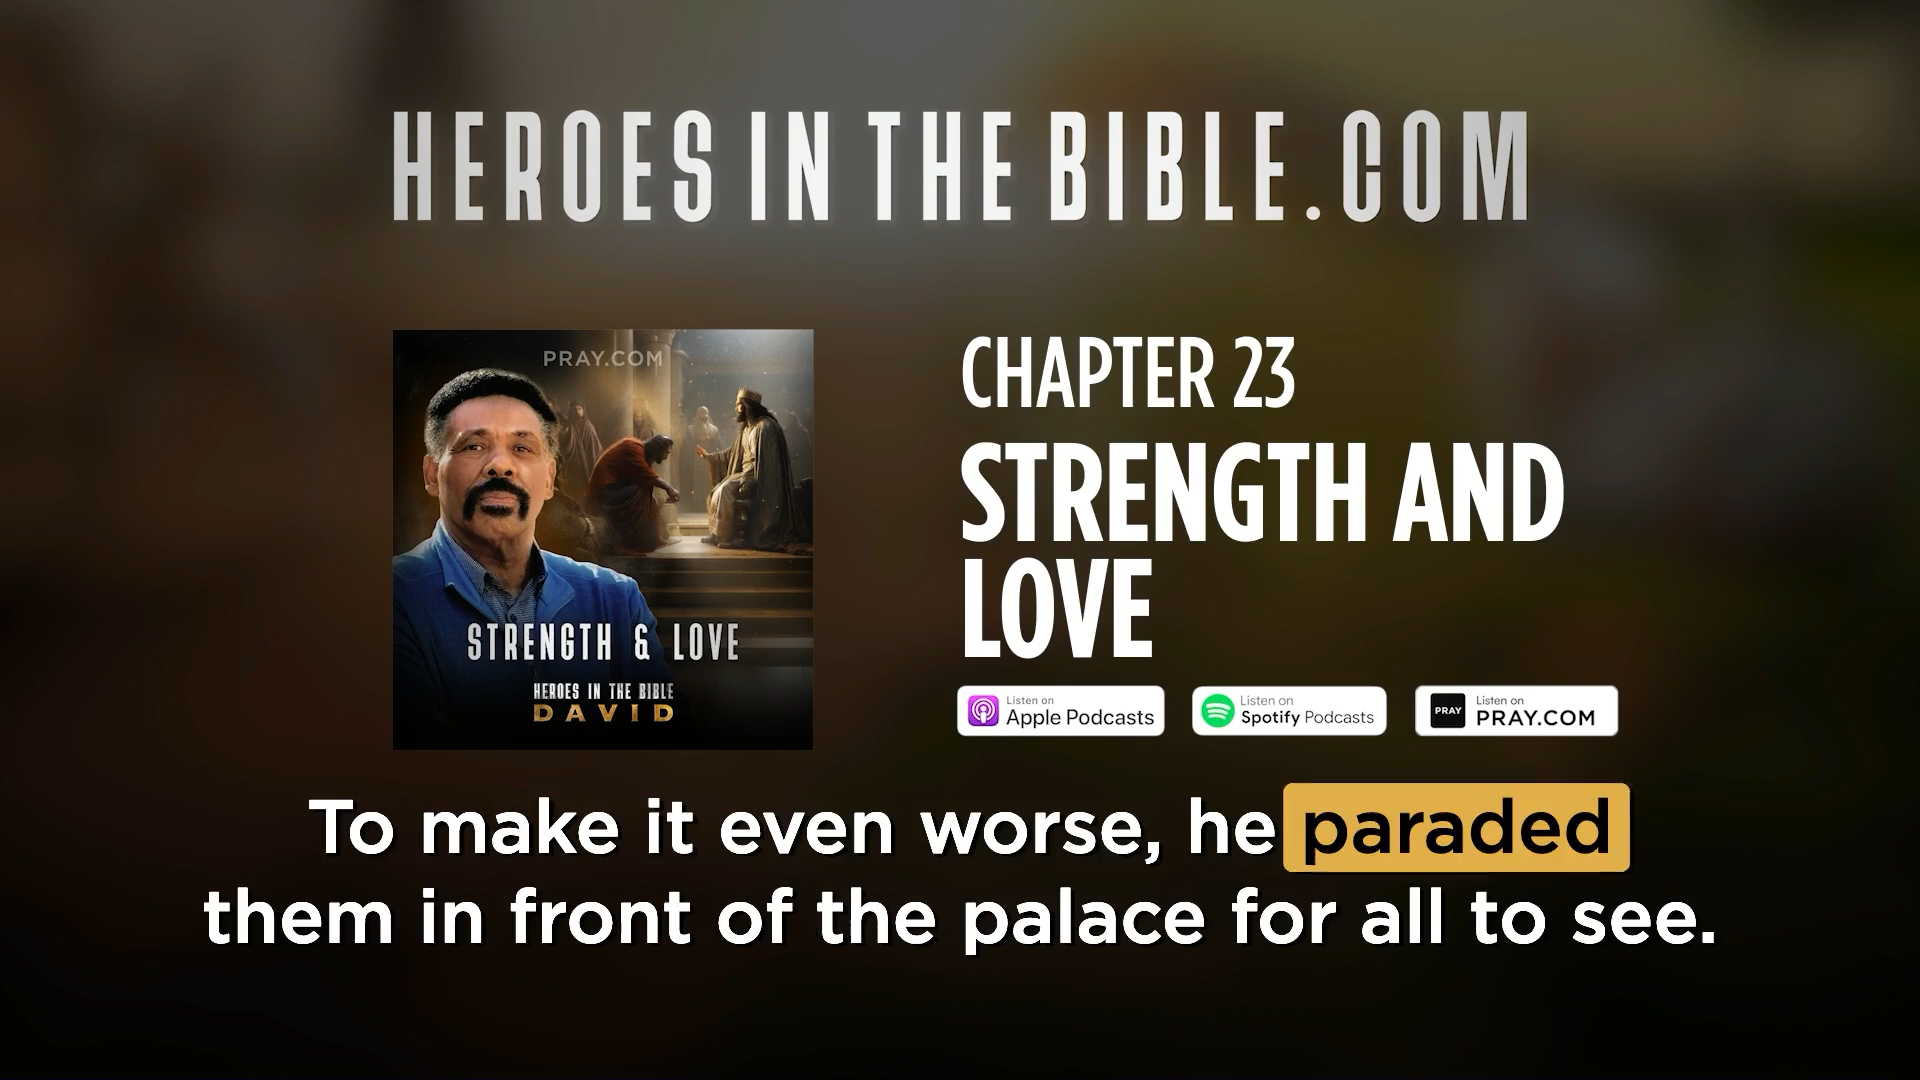 HEROES IN THE BIBLE.COM
PRAY.COM
STRENGTH & LOVE
HEROES IN THE BIBLE
DAVID
CHAPTER 23
STRENGTH AND
LOVE
Listen on
Apple Podcasts
Listen on
Spotify Podcasts
PRAY
Listen on
PRAY.COM
To make it even worse, he paraded
them in front of the palace for all to see.